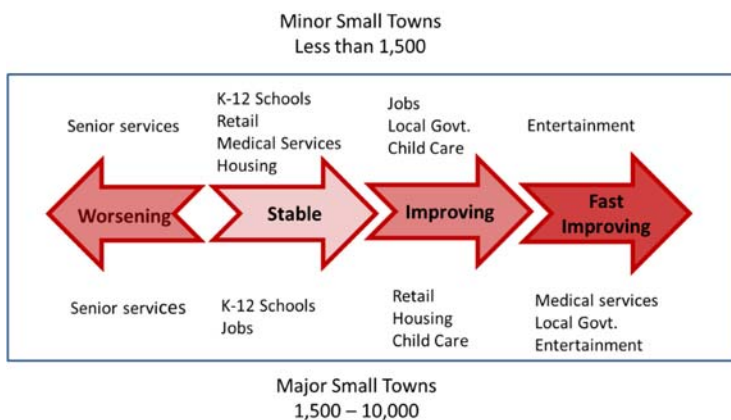 Minor Small Towns
Less than 1,500
Senior services
K-12 Schools
Retail
Medical Services
Housing
Jobs
Local Govt.
Child Care
Entertainment
Worsening
Stable
Improving
Fast
Improving
Senior services
K-12 Schools
Jobs
Retail
Housing
Child Care
Medical services
Local Govt.
Entertainment
Major Small Towns
1,500 – 10,000